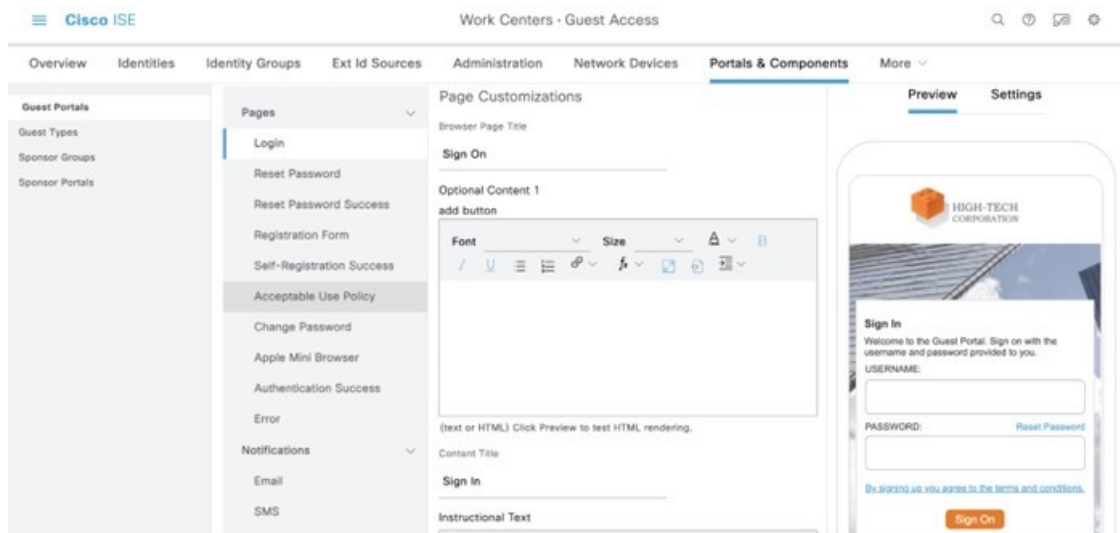 Cisco ISE
Work Centers · Guest Access
Overview Identities Identity Groups Ext Id Sources Administration Network Devices Portals & Components More
Guest Portals
Guest Types
Sponsor Groups
Sponsor Portals
Pages
Login
Reset Password
Reset Password Success
Registration Form
Self-Registration Success
Acceptable Use Policy
Change Password
Apple Mini Browser
Authentication Success
Error
Notifications
Email
SMS
Page Customizations
Browser Page Title
Sign On
Optional Content 1
add button
Font Size A B
I U fx
(text or HTML) Click Preview to test HTML rendering.
Content Title
Sign In
Instructional Text
Preview Settings
HIGH-TECH
CORPORATION
Sign In
Welcome to the Guest Portal. Sign on with the
username and password provided to you.
USERNAME:
PASSWORD: Reset Password
By signing up you agree to the terms and conditions.
Sign On